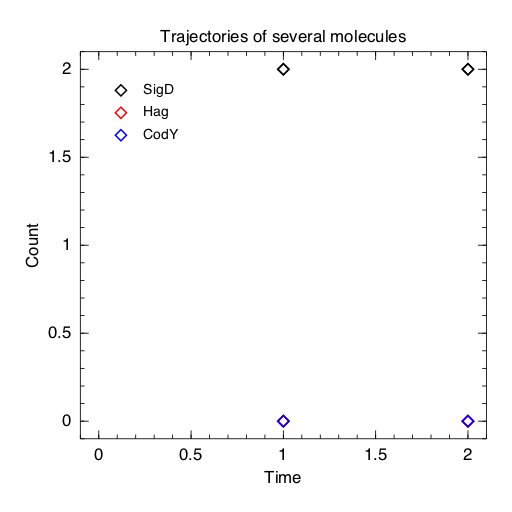 Trajectories of several molecules
2
SigD
Hag
CodY
1.5
1
0.5
0
Count
0 0.5 1 1.5 2
Time